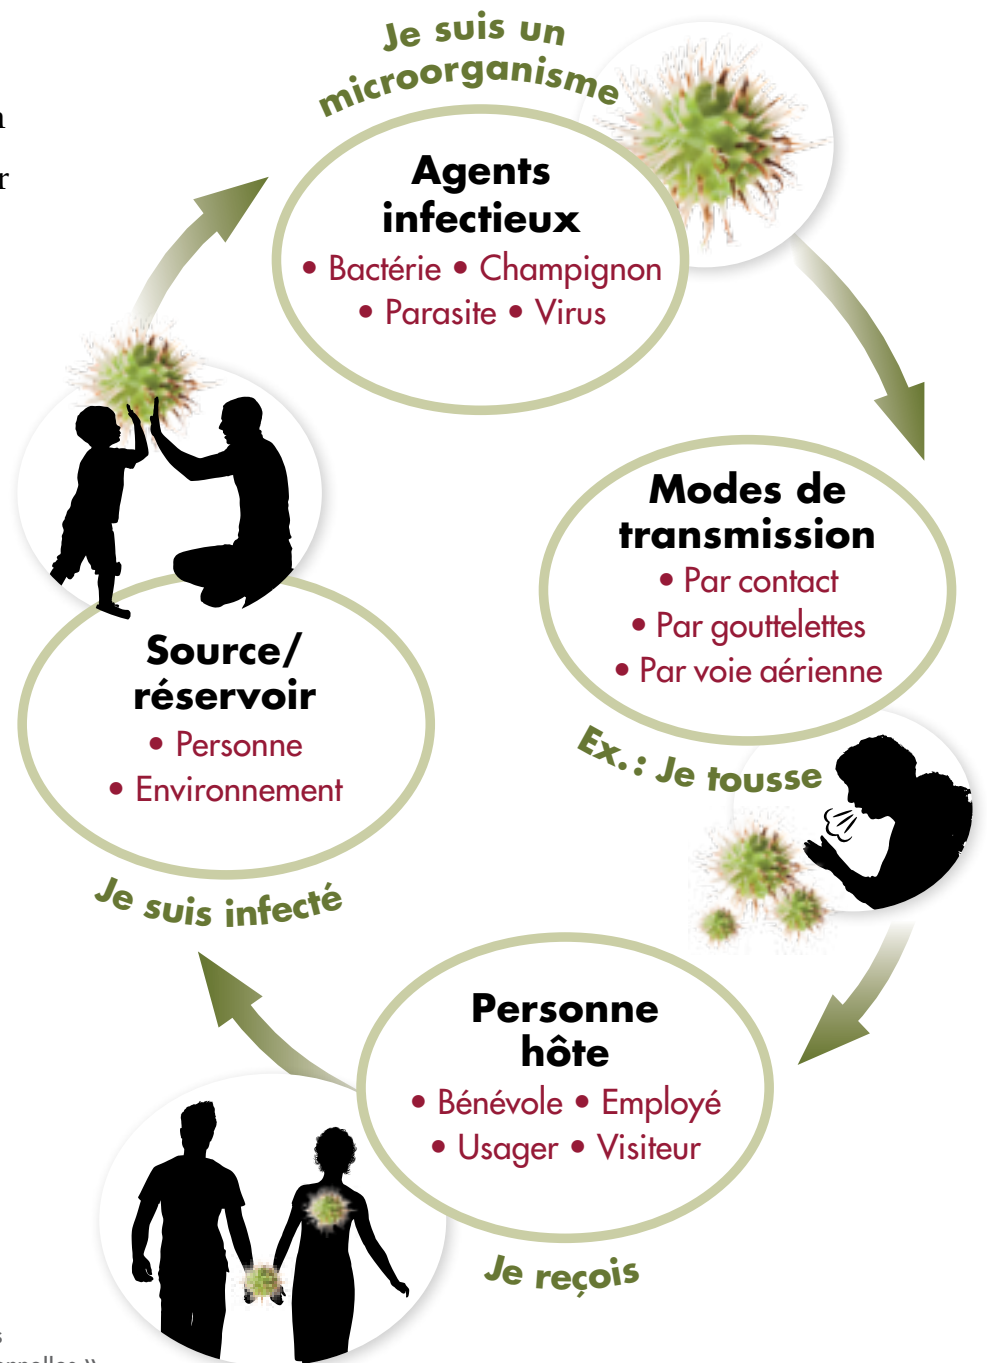 Je suis un
microorganisme
Agents
infectieux
• Bactérie • Champignon
• Parasite • Virus
Modes de
transmission
• Par contact
• Par gouttelettes
• Par voie aérienne
Ex. : Je tousse
Personne
hôte
• Bénévole • Employé
• Usager • Visiteur
Je reçois
Source/
réservoir
• Personne
• Environnement
Je suis infecté